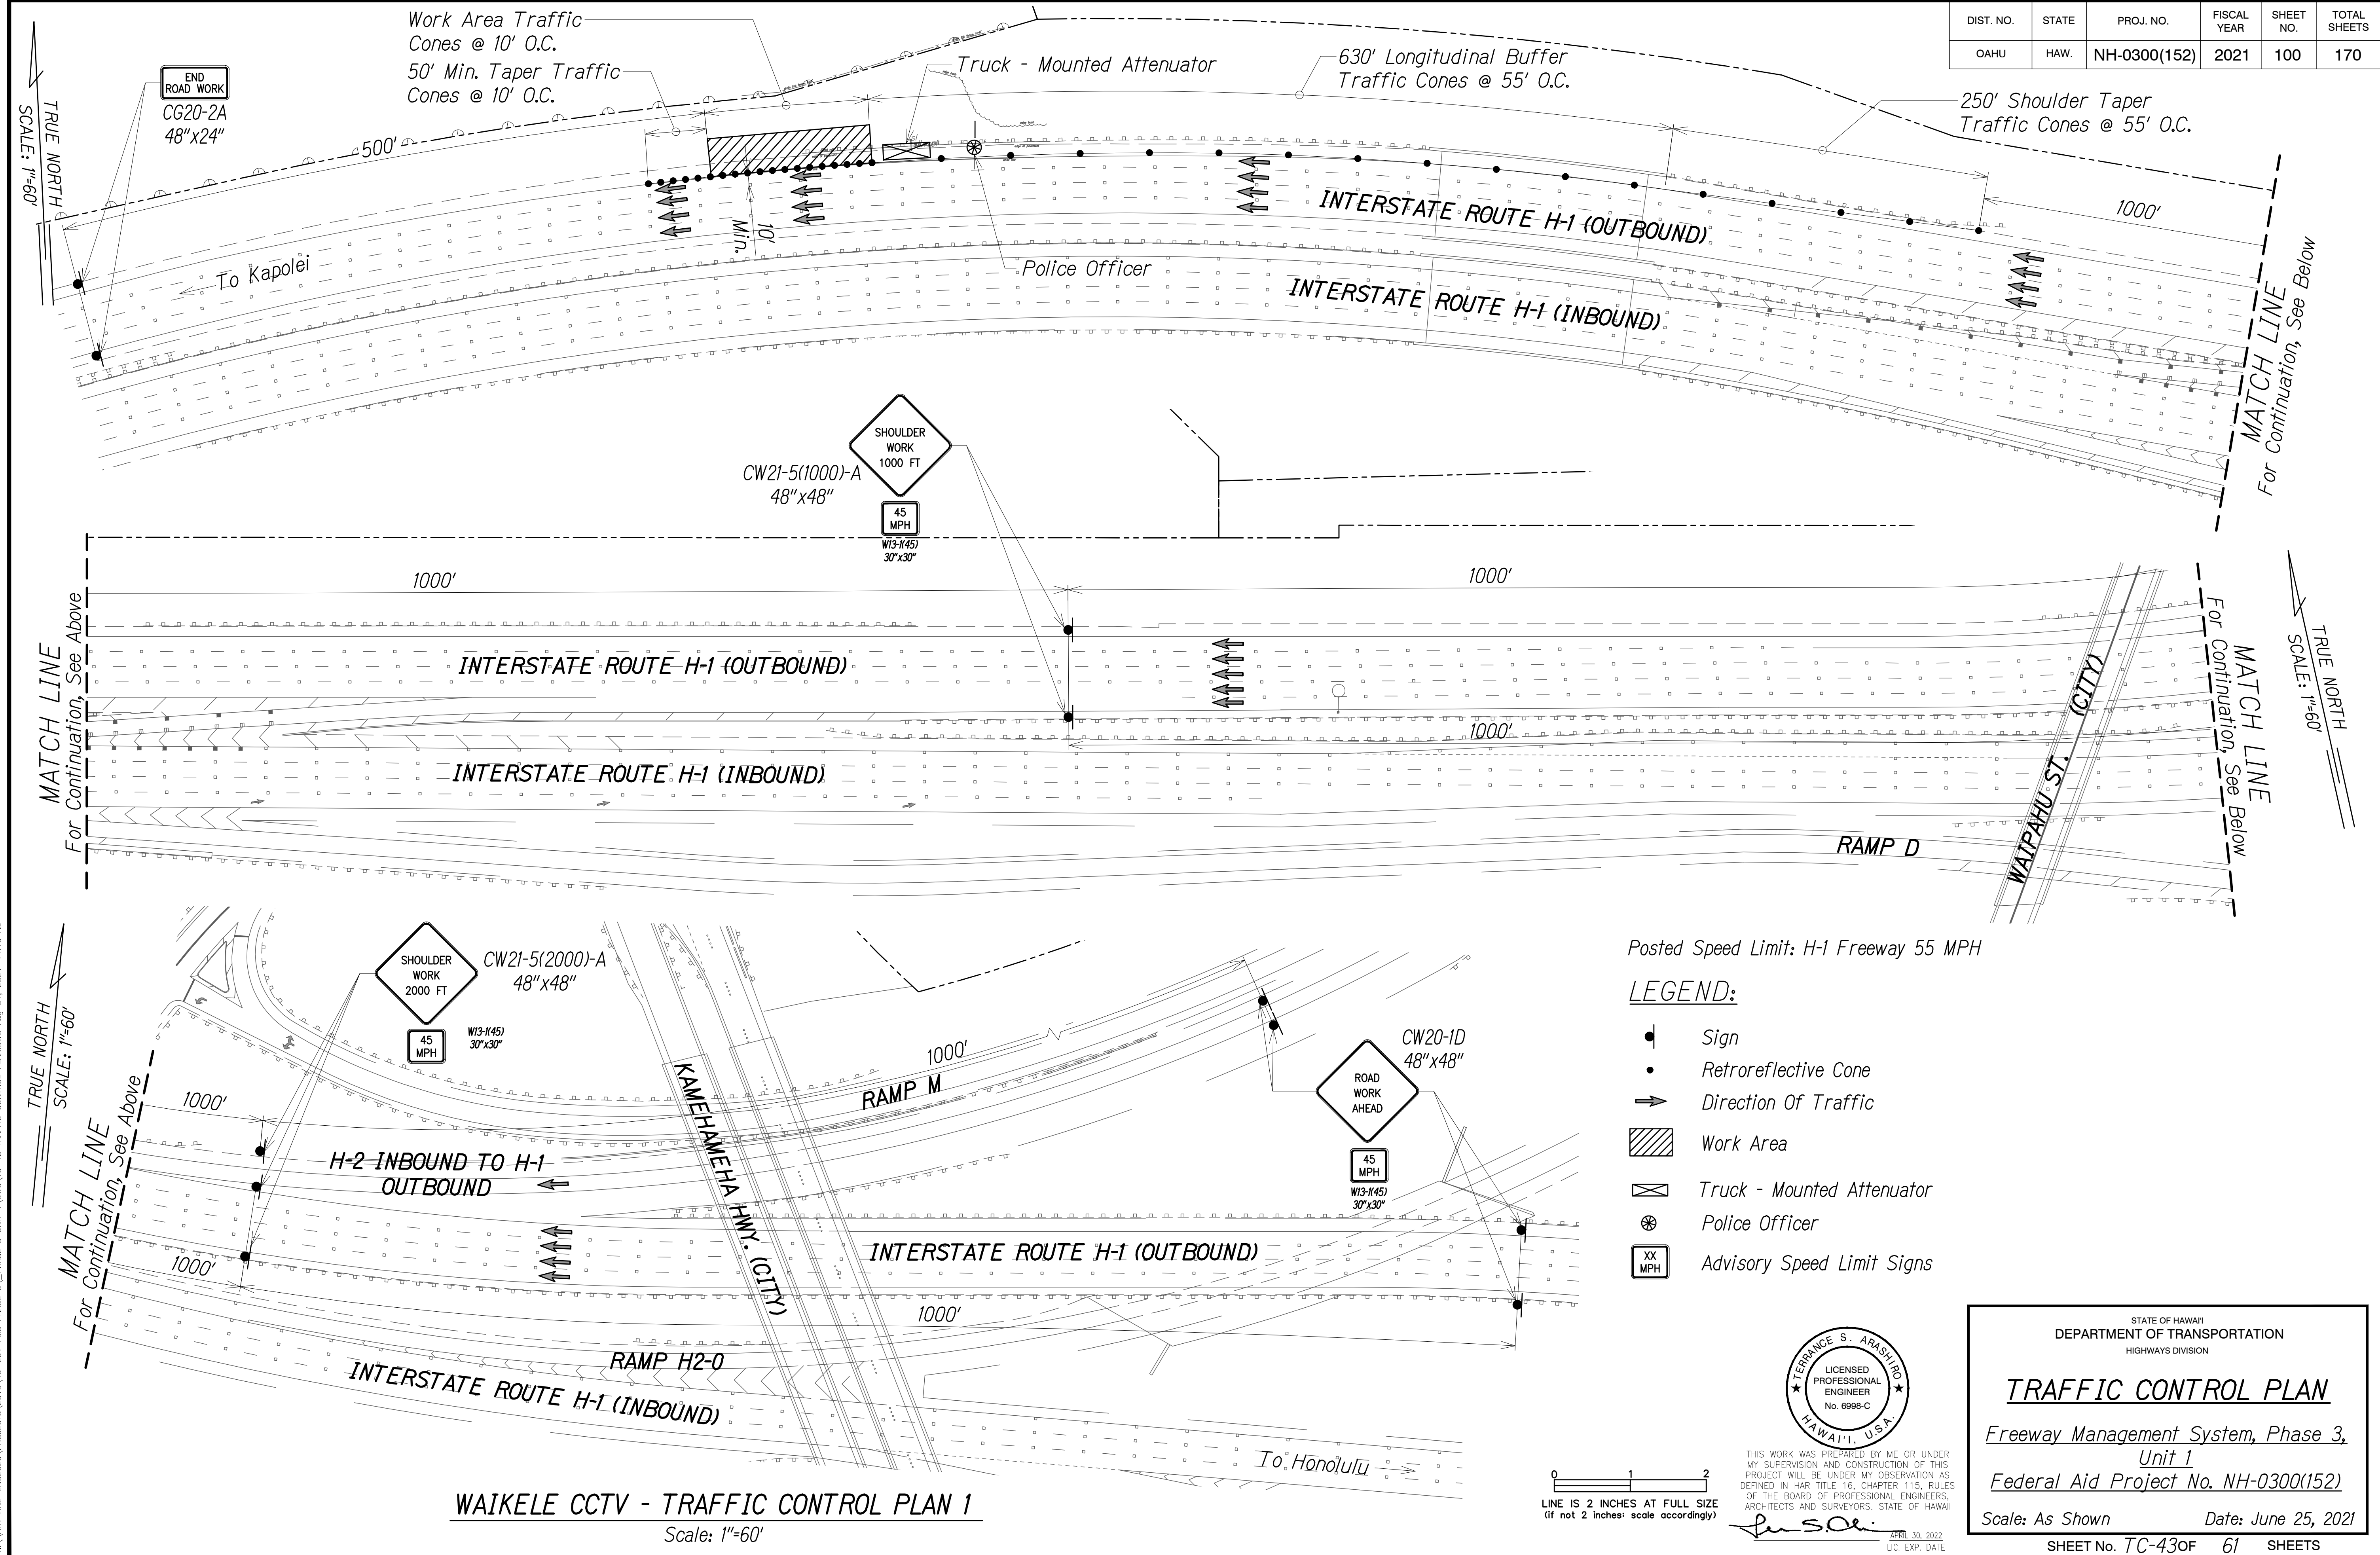 DIST. NO. STATE PROJ. NO. FISCAL YEAR SHEET NO. TOTAL SHEETS
OAHU HAW. NH-0300(152) 2021 100 170
TRUE NORTH
SCALE: 1"=60'
END
ROAD WORK
CG20-2A
48"x24"
500'
Work Area Traffic
Cones @ 10' O.C.
50' Min. Taper Traffic
Cones @ 10' O.C.
Truck - Mounted Attenuator
630' Longitudinal Buffer
Traffic Cones @ 55' O.C.
250' Shoulder Taper
Traffic Cones @ 55' O.C.
1000'
To Kapolei
10'
Min.
Police Officer
INTERSTATE ROUTE H-1 (OUTBOUND)
INTERSTATE ROUTE H-1 (INBOUND)
MATCH LINE
For Continuation, See Below
SHOULDER
WORK
1000 FT
CW21-5(1000)-A
48"x48"
45
MPH
W13-1(45)
30"x30"
MATCH LINE
For Continuation, See Above
1000'
1000'
INTERSTATE ROUTE H-1 (OUTBOUND)
1000'
INTERSTATE ROUTE H-1 (INBOUND)
RAMP D
WAIPAHU ST. (CITY)
MATCH LINE
For Continuation, See Below
TRUE NORTH
SCALE: 1"=60'
TRUE NORTH
SCALE: 1"=60'
MATCH LINE
For Continuation, See Above
SHOULDER
WORK
2000 FT
CW21-5(2000)-A
48"x48"
45
MPH
W13-1(45)
30"x30"
1000'
H-2 INBOUND TO H-1
OUTBOUND
1000'
KAMEHAMEHA HWY. (CITY)
RAMP M
1000'
CW20-1D
48"x48"
ROAD
WORK
AHEAD
45
MPH
W13-1(45)
30"x30"
INTERSTATE ROUTE H-1 (OUTBOUND)
1000'
RAMP H2-O
INTERSTATE ROUTE H-1 (INBOUND)
To Honolulu
WAIKELE CCTV - TRAFFIC CONTROL PLAN 1
Scale: 1"=60'
Posted Speed Limit: H-1 Freeway 55 MPH
LEGEND:
Sign
Retroreflective Cone
Direction Of Traffic
Work Area
Truck - Mounted Attenuator
Police Officer
XX
MPH
Advisory Speed Limit Signs
0 1 2
LINE IS 2 INCHES AT FULL SIZE
(if not 2 inches: scale accordingly)
TERRANCE S. ARASHIRO
LICENSED
PROFESSIONAL
ENGINEER
No. 6998-C
HAWAI'I, U.S.A.
THIS WORK WAS PREPARED BY ME OR UNDER
MY SUPERVISION AND CONSTRUCTION OF THIS
PROJECT WILL BE UNDER MY OBSERVATION AS
DEFINED IN HAR TITLE 16, CHAPTER 115, RULES
OF THE BOARD OF PROFESSIONAL ENGINEERS,
ARCHITECTS AND SURVEYORS. STATE OF HAWAII
APRIL 30, 2022
LIC. EXP. DATE
STATE OF HAWAI'I
DEPARTMENT OF TRANSPORTATION
HIGHWAYS DIVISION
TRAFFIC CONTROL PLAN
Freeway Management System, Phase 3,
Unit 1
Federal Aid Project No. NH-0300(152)
Scale: As Shown Date: June 25, 2021
SHEET No. TC-43 OF 61 SHEETS